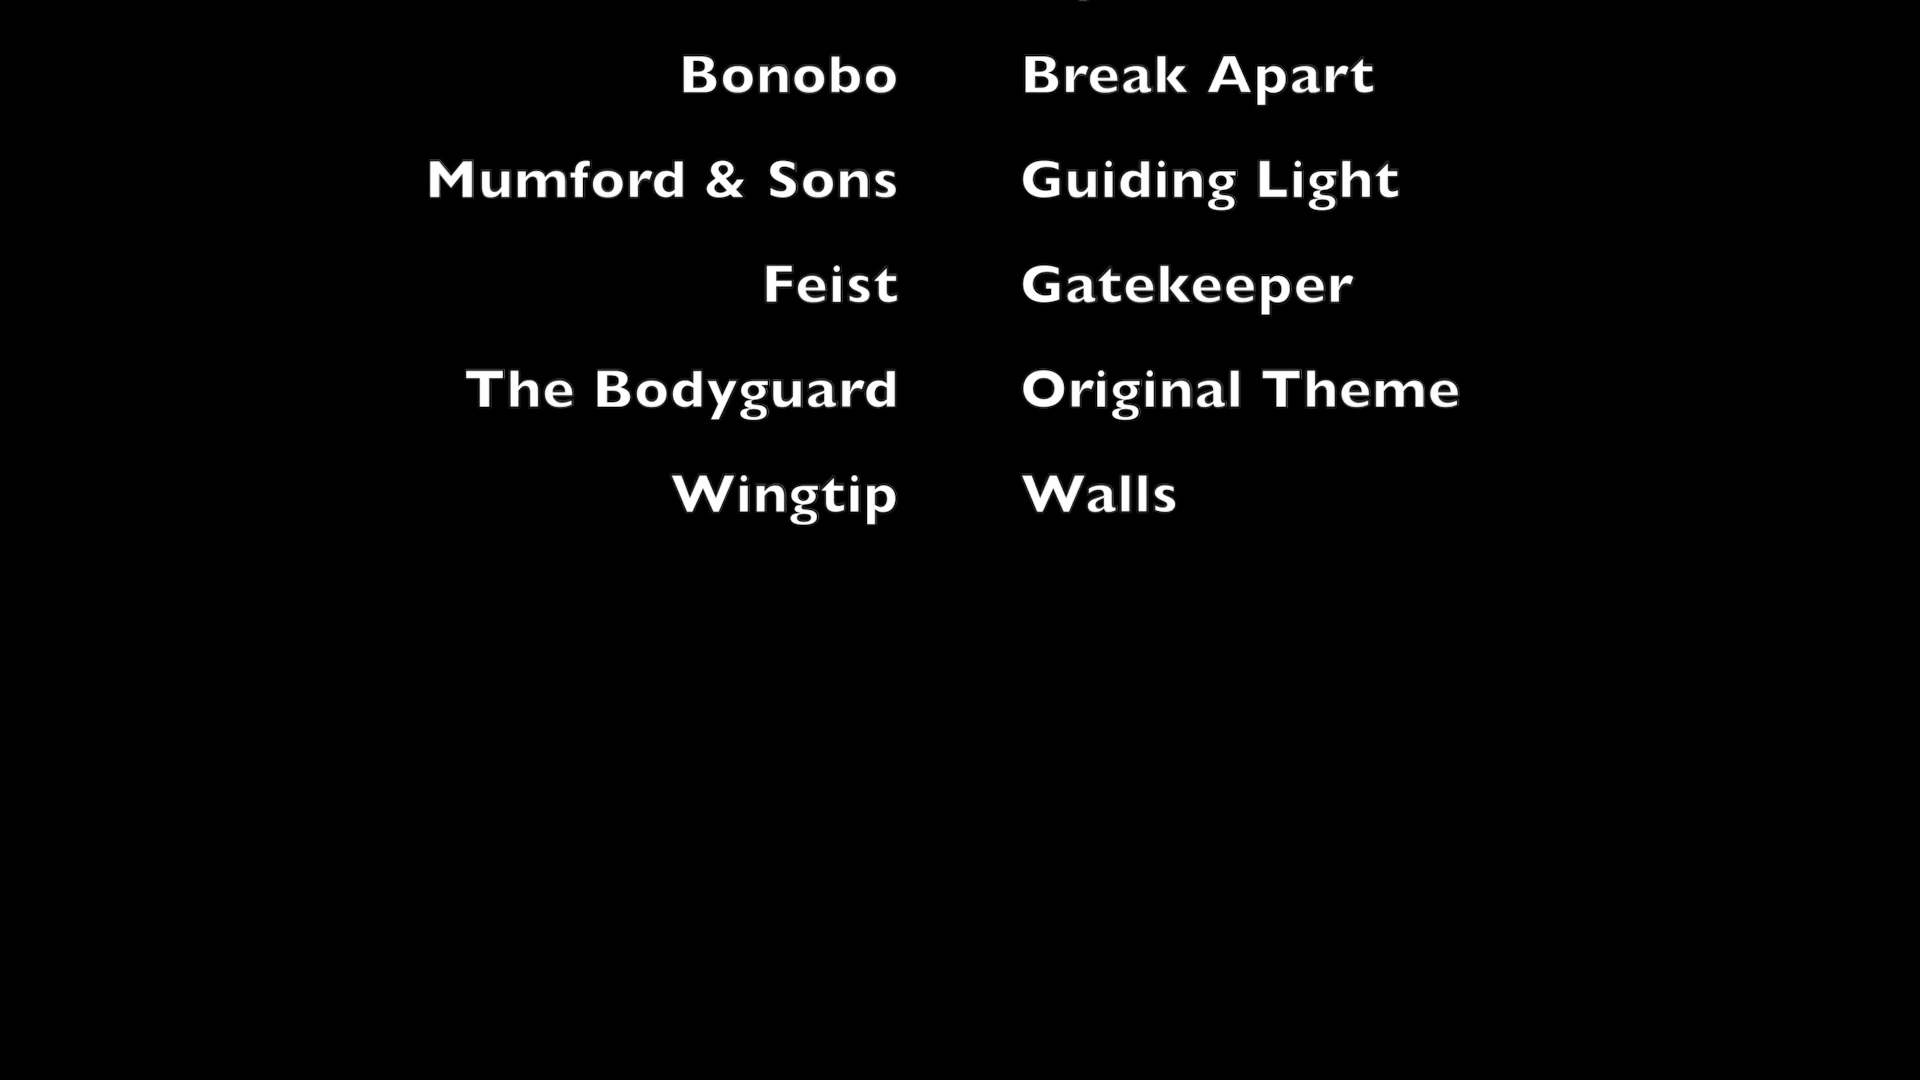 Bonobo Break Apart
Mumford & Sons Guiding Light
Feist Gatekeeper
The Bodyguard Original Theme
Wingtip Walls